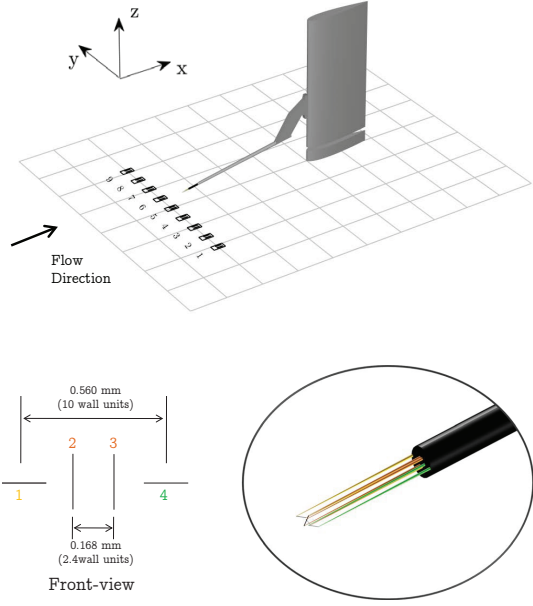 z
y
x
9
8
7
6
5
4
3
2
1
Flow
Direction
0.560 mm
(10 wall units)
2
3
1
4
0.168 mm
(2.4wall units)
Front-view